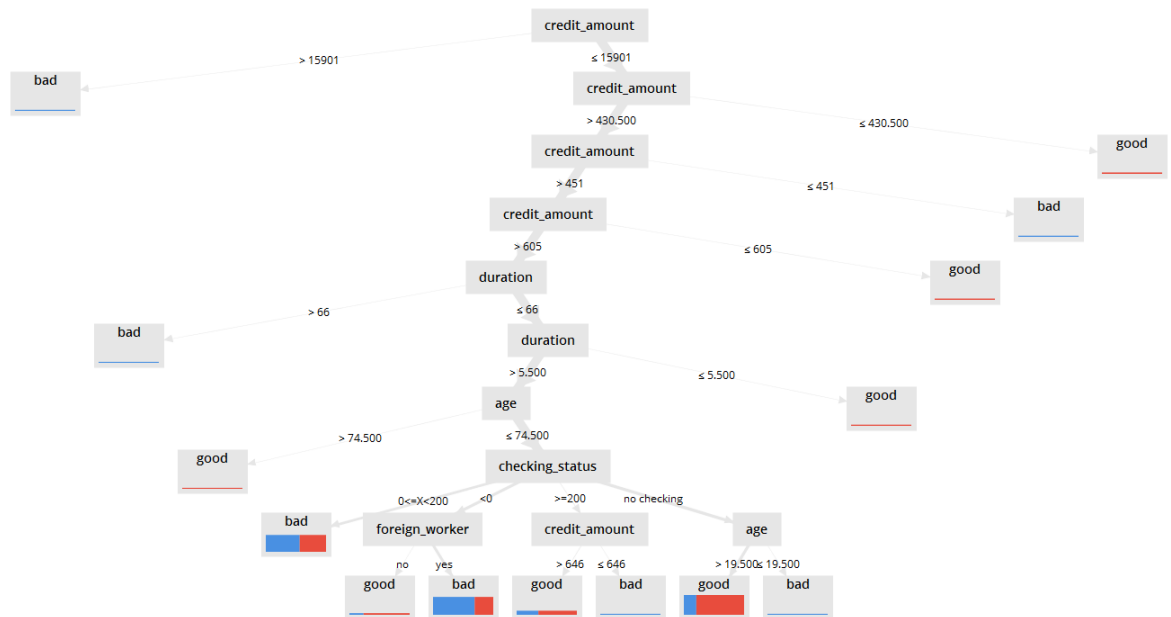 credit_amount
> 15901
≤ 15901
bad
credit_amount
> 430.500
≤ 430.500
credit_amount
good
> 451
≤ 451
credit_amount
bad
> 605
≤ 605
duration
good
> 66
≤ 66
bad
duration
> 5.500
≤ 5.500
age
good
> 74.500
≤ 74.500
good
checking_status
0<=X<200
<0
>=200
no checking
bad
foreign_worker
credit_amount
age
no
yes
> 646
≤ 646
> 19.500
≤ 19.500
good
bad
good
bad
good
bad